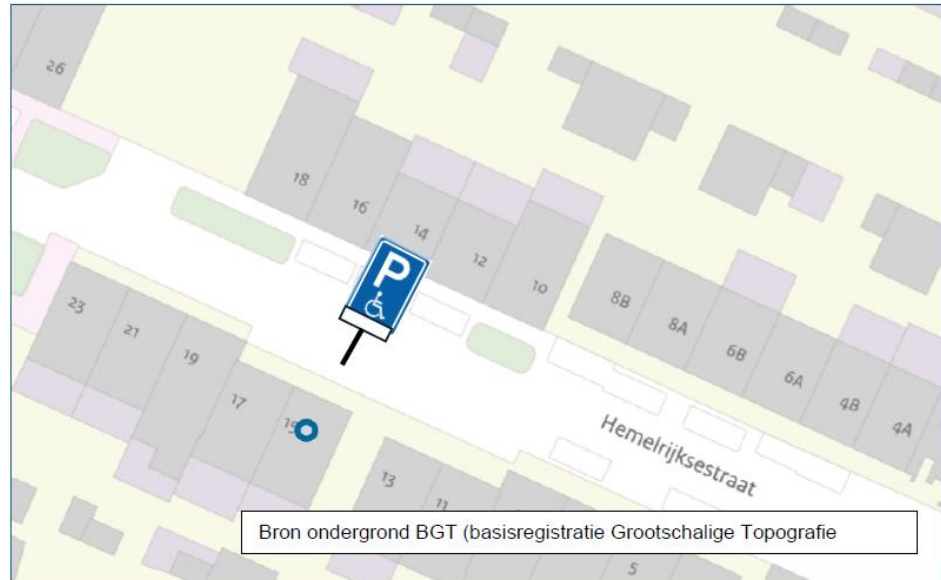 26
18
16
14
12
10
8B
8A
6B
6A
4B
4A
P
23
21
19
17
15
13
11
5
Hemelrijksestraat
Bron ondergrond BGT (basisregistratie Grootschalige Topografie